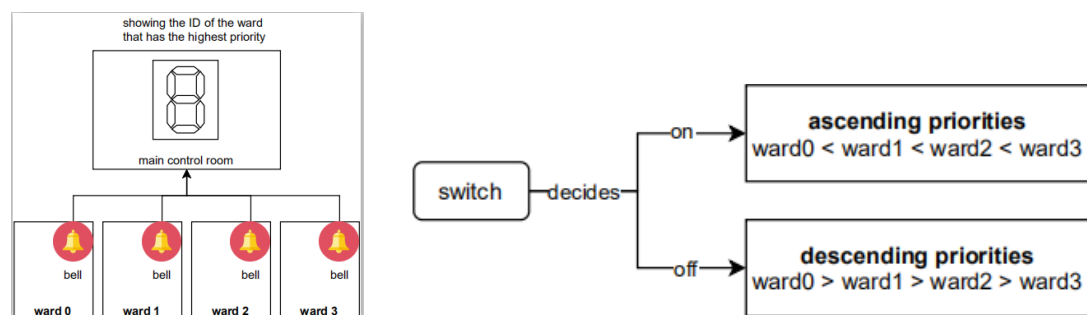 showing the ID of the ward
that has the highest priority
main control room
bell
bell
bell
bell
ward 0
ward 1
ward 2
ward 3
switch
decides
on
ascending priorities
ward0 < ward1 < ward2 < ward3
off
descending priorities
ward0 > ward1 > ward2 > ward3